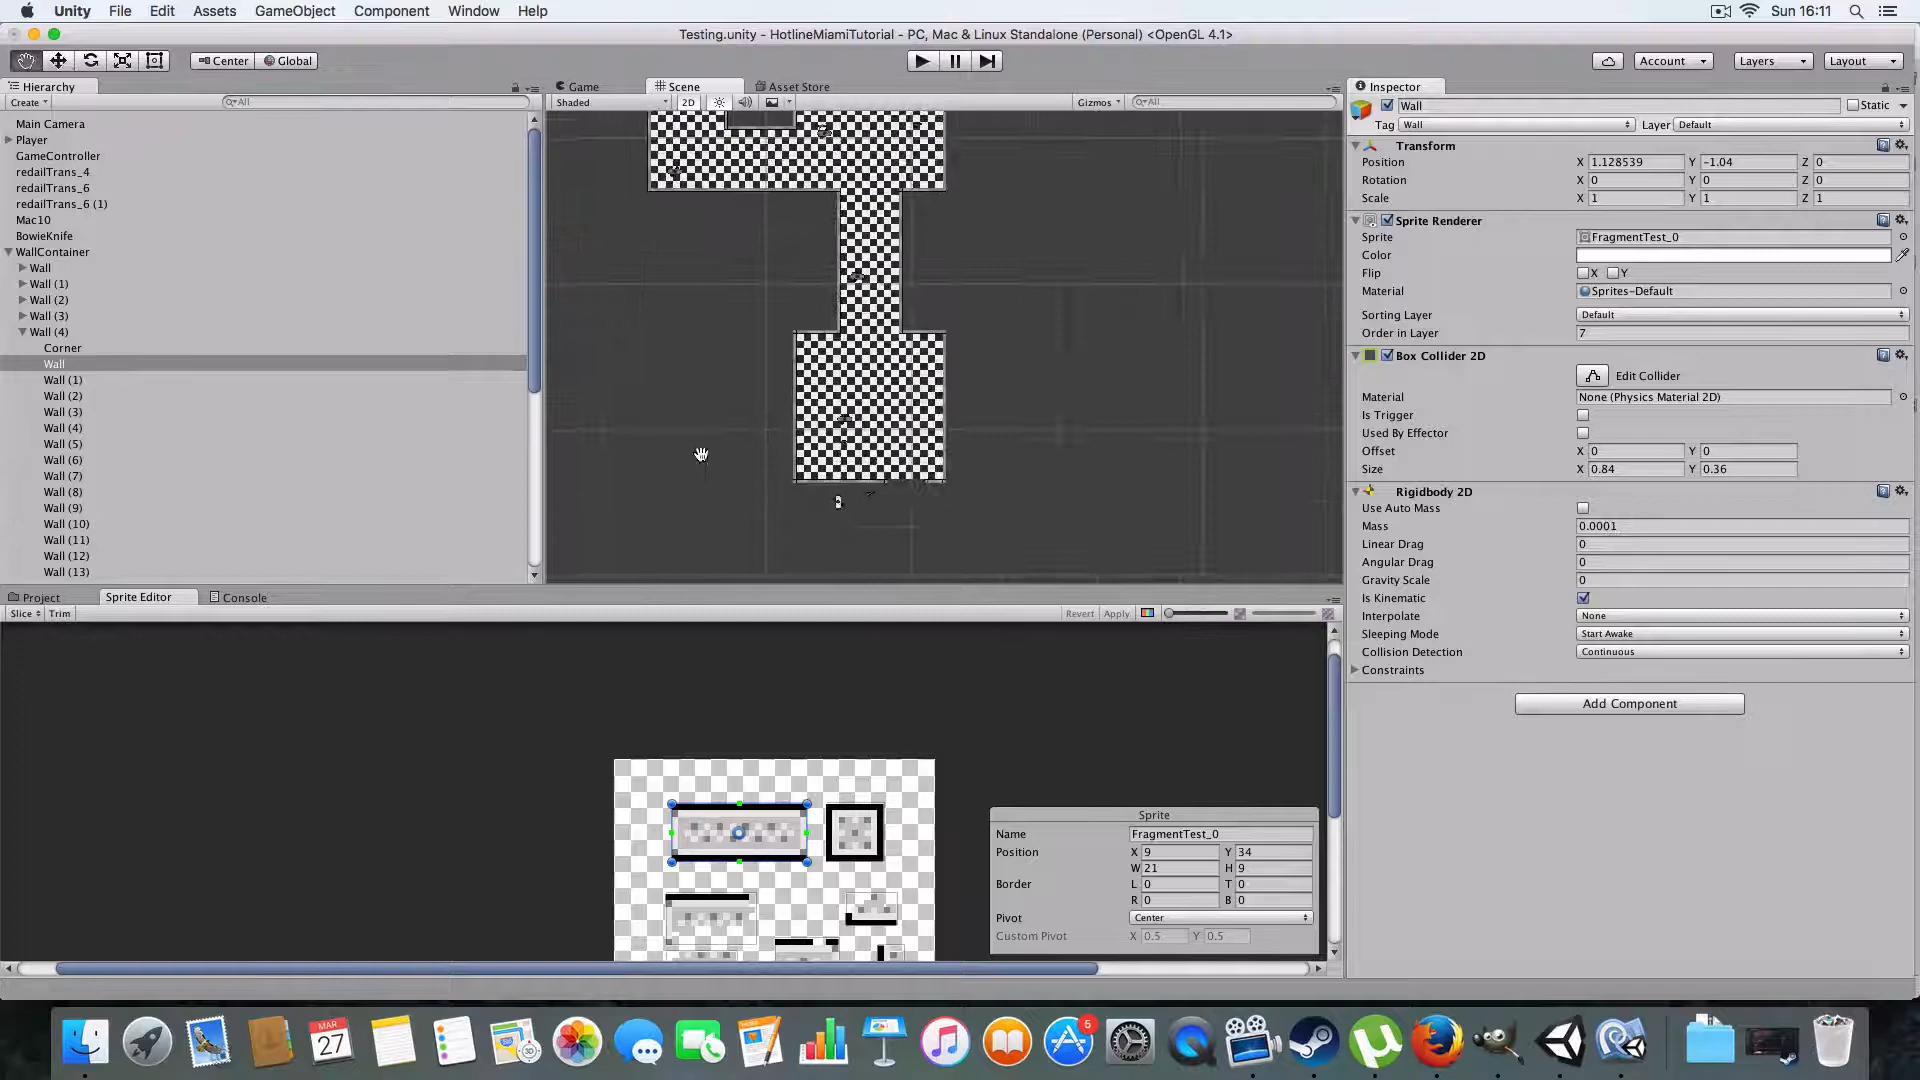 Unity File Edit Assets GameObject Component Window Help Sun 16:11
Testing.unity - HotlineMiamiTutorial - PC, Mac & Linux Standalone (Personal) <OpenGL 4.1>
Center Global Account Layers Layout
Hierarchy
Create All
Main Camera
Player
GameController
redailTrans_4
redailTrans_6
redailTrans_6 (1)
Mac10
BowieKnife
WallContainer
Wall
Wall (1)
Wall (2)
Wall (3)
Wall (4)
Corner
Wall
Wall (1)
Wall (2)
Wall (3)
Wall (4)
Wall (5)
Wall (6)
Wall (7)
Wall (8)
Wall (9)
Wall (10)
Wall (11)
Wall (12)
Wall (13)
Game Scene Asset Store
Shaded 2D Gizmos All
Inspector
Wall Static
Tag Wall Layer Default
Transform
Position X 1.128539 Y -1.04 Z 0
Rotation X 0 Y 0 Z 0
Scale X 1 Y 1 Z 1
Sprite Renderer
Sprite FragmentTest_0
Color
Flip X Y
Material Sprites-Default
Sorting Layer Default
Order in Layer 7
Box Collider 2D
Edit Collider
Material None (Physics Material 2D)
Is Trigger
Used By Effector
Offset X 0 Y 0
Size X 0.84 Y 0.36
Rigidbody 2D
Use Auto Mass
Mass 0.0001
Linear Drag 0
Angular Drag 0
Gravity Scale 0
Is Kinematic
Interpolate None
Sleeping Mode Start Awake
Collision Detection Continuous
Constraints
Add Component
Project Sprite Editor Console
Slice Trim Revert Apply
Sprite
Name FragmentTest_0
Position X 9 Y 34
W 21 H 9
Border L 0 T 0
R 0 B 0
Pivot Center
Custom Pivot X 0.5 Y 0.5
MAR
27
5